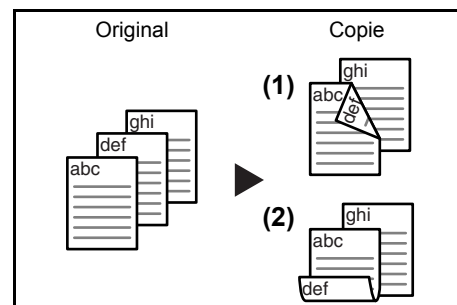 Original
Copie
ghi
def
abc
(1)
ghi
abc
def
(2)
ghi
abc
def